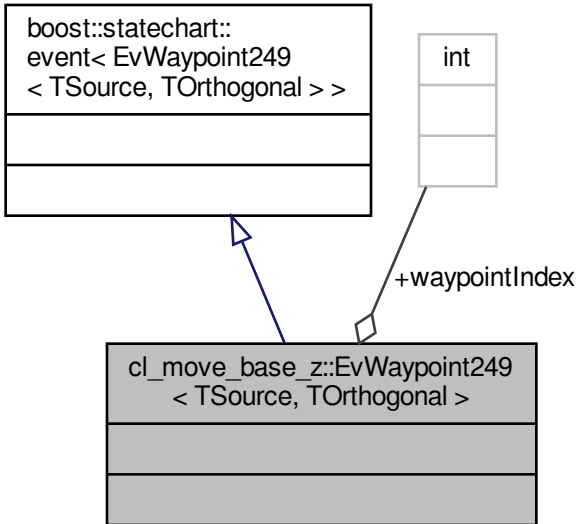 boost::statechart::
event< EvWaypoint249
< TSource, TOrthogonal > >
int
+waypointIndex
cl_move_base_z::EvWaypoint249
< TSource, TOrthogonal >